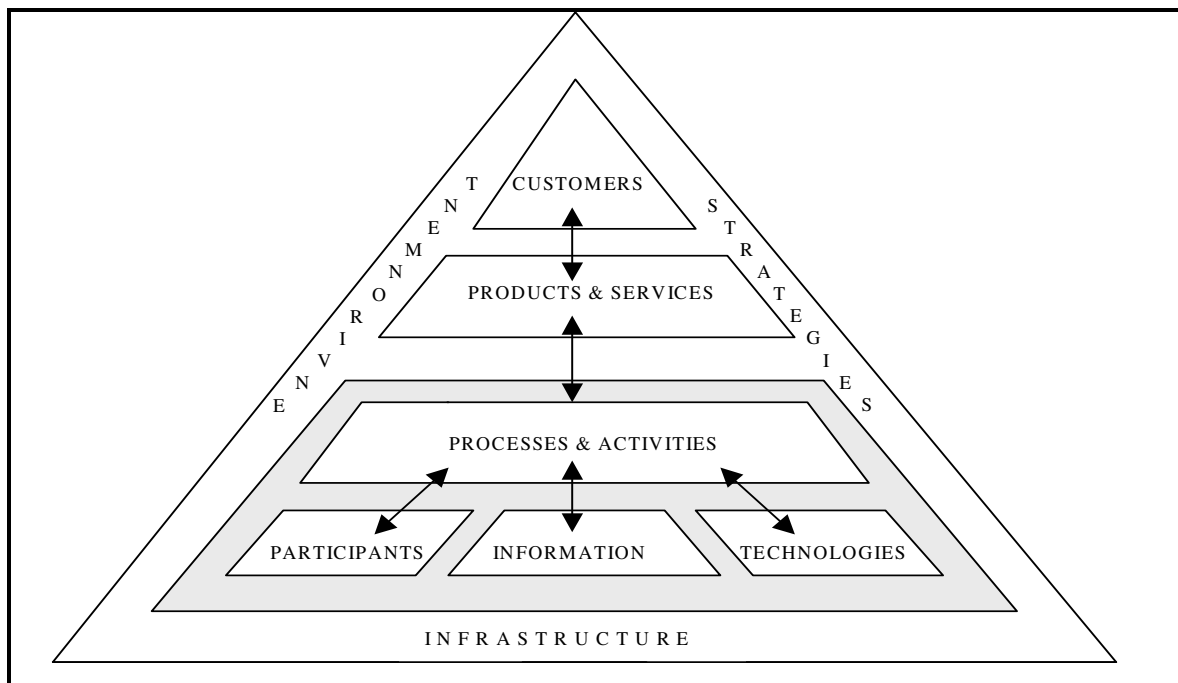 ENVIRONMENT
STRATEGIES
CUSTOMERS
PRODUCTS & SERVICES
PROCESSES & ACTIVITIES
PARTICIPANTS
INFORMATION
TECHNOLOGIES
INFRASTRUCTURE